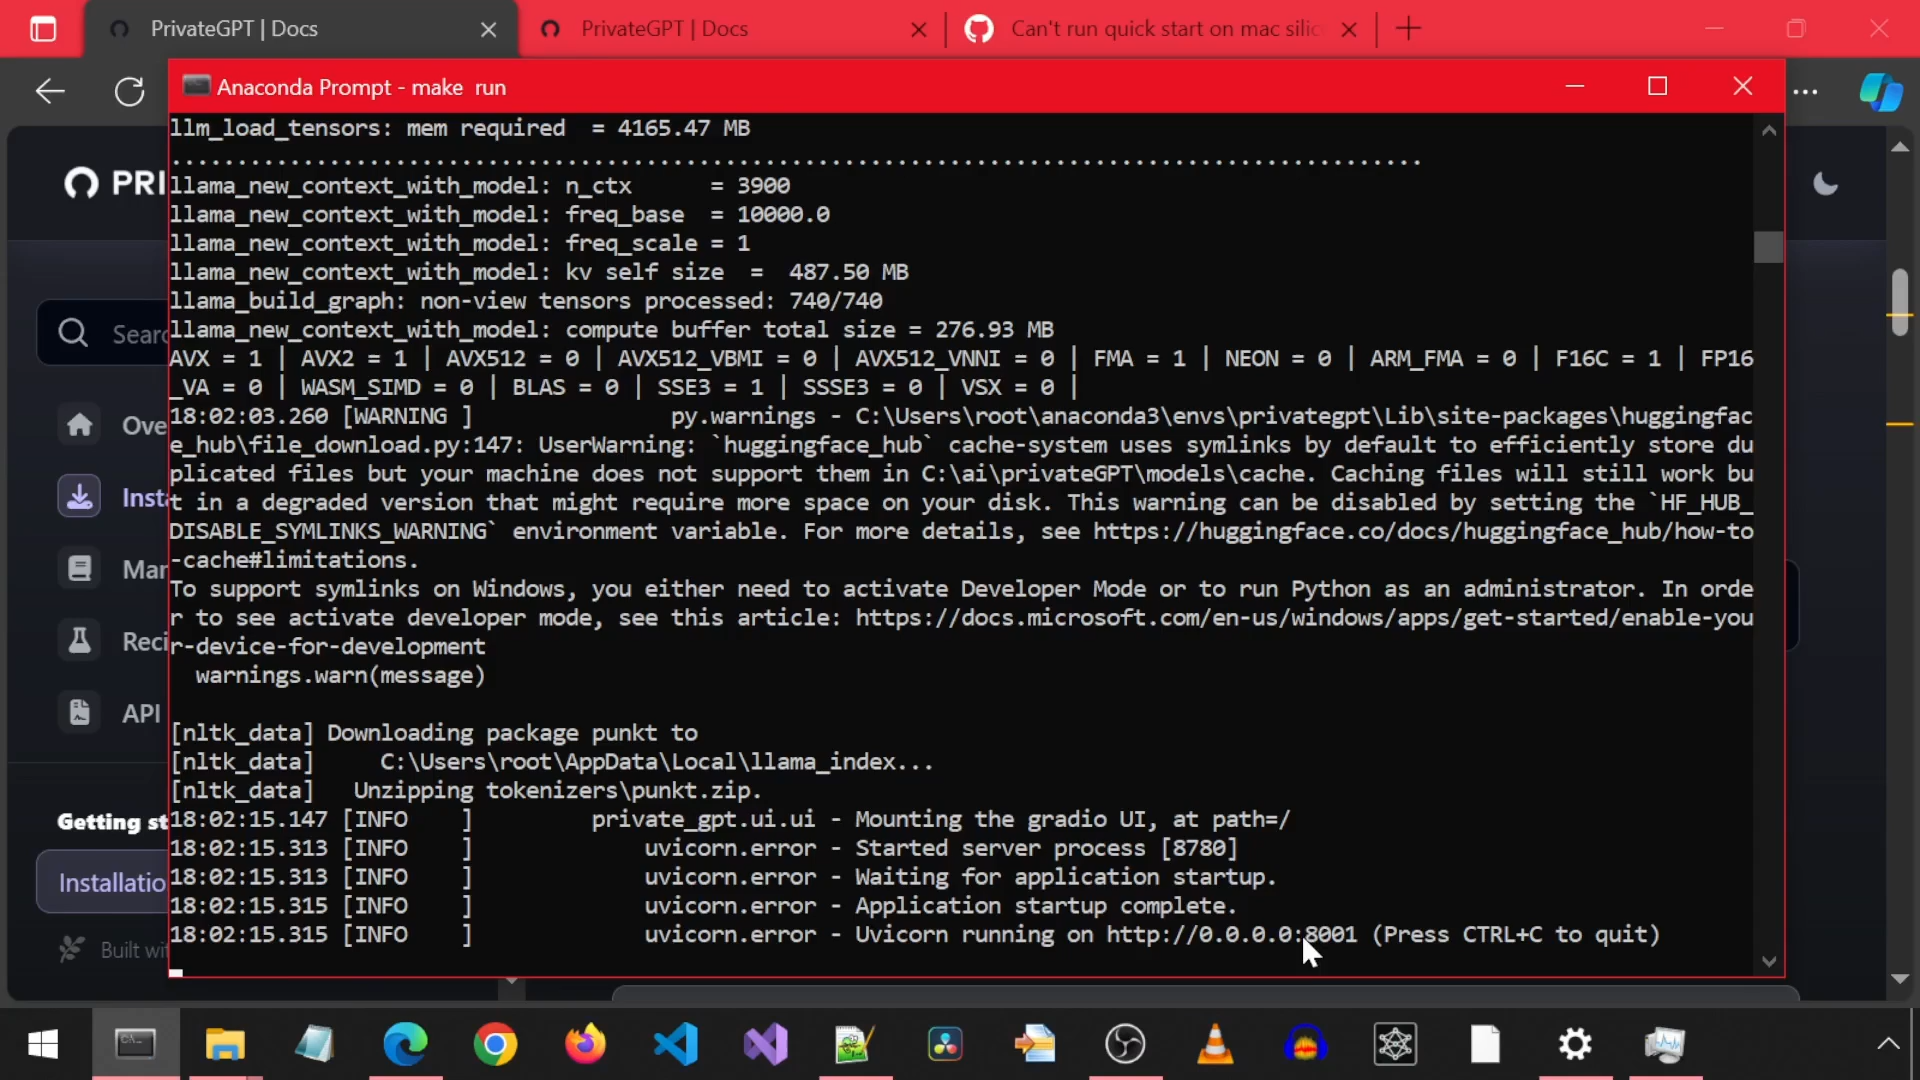 PrivateGPT | Docs
PrivateGPT | Docs
Can't run quick start on mac silic
Anaconda Prompt - make  run
PRI
Searc
Ove
Insta
Man
Reci
API
Getting st
Installatio
Built wit
llm_load_tensors: mem required  = 4165.47 MB
...............................................................................................
llama_new_context_with_model: n_ctx      = 3900
llama_new_context_with_model: freq_base  = 10000.0
llama_new_context_with_model: freq_scale = 1
llama_new_context_with_model: kv self size  =  487.50 MB
llama_build_graph: non-view tensors processed: 740/740
llama_new_context_with_model: compute buffer total size = 276.93 MB
AVX = 1 | AVX2 = 1 | AVX512 = 0 | AVX512_VBMI = 0 | AVX512_VNNI = 0 | FMA = 1 | NEON = 0 | ARM_FMA = 0 | F16C = 1 | FP16
_VA = 0 | WASM_SIMD = 0 | BLAS = 0 | SSE3 = 1 | SSSE3 = 0 | VSX = 0 |
18:02:03.260 [WARNING ]               py.warnings - C:\Users\root\anaconda3\envs\privategpt\Lib\site-packages\huggingfac
e_hub\file_download.py:147: UserWarning: `huggingface_hub` cache-system uses symlinks by default to efficiently store du
plicated files but your machine does not support them in C:\ai\privateGPT\models\cache. Caching files will still work bu
t in a degraded version that might require more space on your disk. This warning can be disabled by setting the `HF_HUB_
DISABLE_SYMLINKS_WARNING` environment variable. For more details, see https://huggingface.co/docs/huggingface_hub/how-to
-cache#limitations.
To support symlinks on Windows, you either need to activate Developer Mode or to run Python as an administrator. In orde
r to see activate developer mode, see this article: https://docs.microsoft.com/en-us/windows/apps/get-started/enable-you
r-device-for-development
  warnings.warn(message)
[nltk_data] Downloading package punkt to
[nltk_data]     C:\Users\root\AppData\Local\llama_index...
[nltk_data]   Unzipping tokenizers\punkt.zip.
18:02:15.147 [INFO    ]         private_gpt.ui.ui - Mounting the gradio UI, at path=/
18:02:15.313 [INFO    ]             uvicorn.error - Started server process [8780]
18:02:15.313 [INFO    ]             uvicorn.error - Waiting for application startup.
18:02:15.315 [INFO    ]             uvicorn.error - Application startup complete.
18:02:15.315 [INFO    ]             uvicorn.error - Uvicorn running on http://0.0.0.0:8001 (Press CTRL+C to quit)